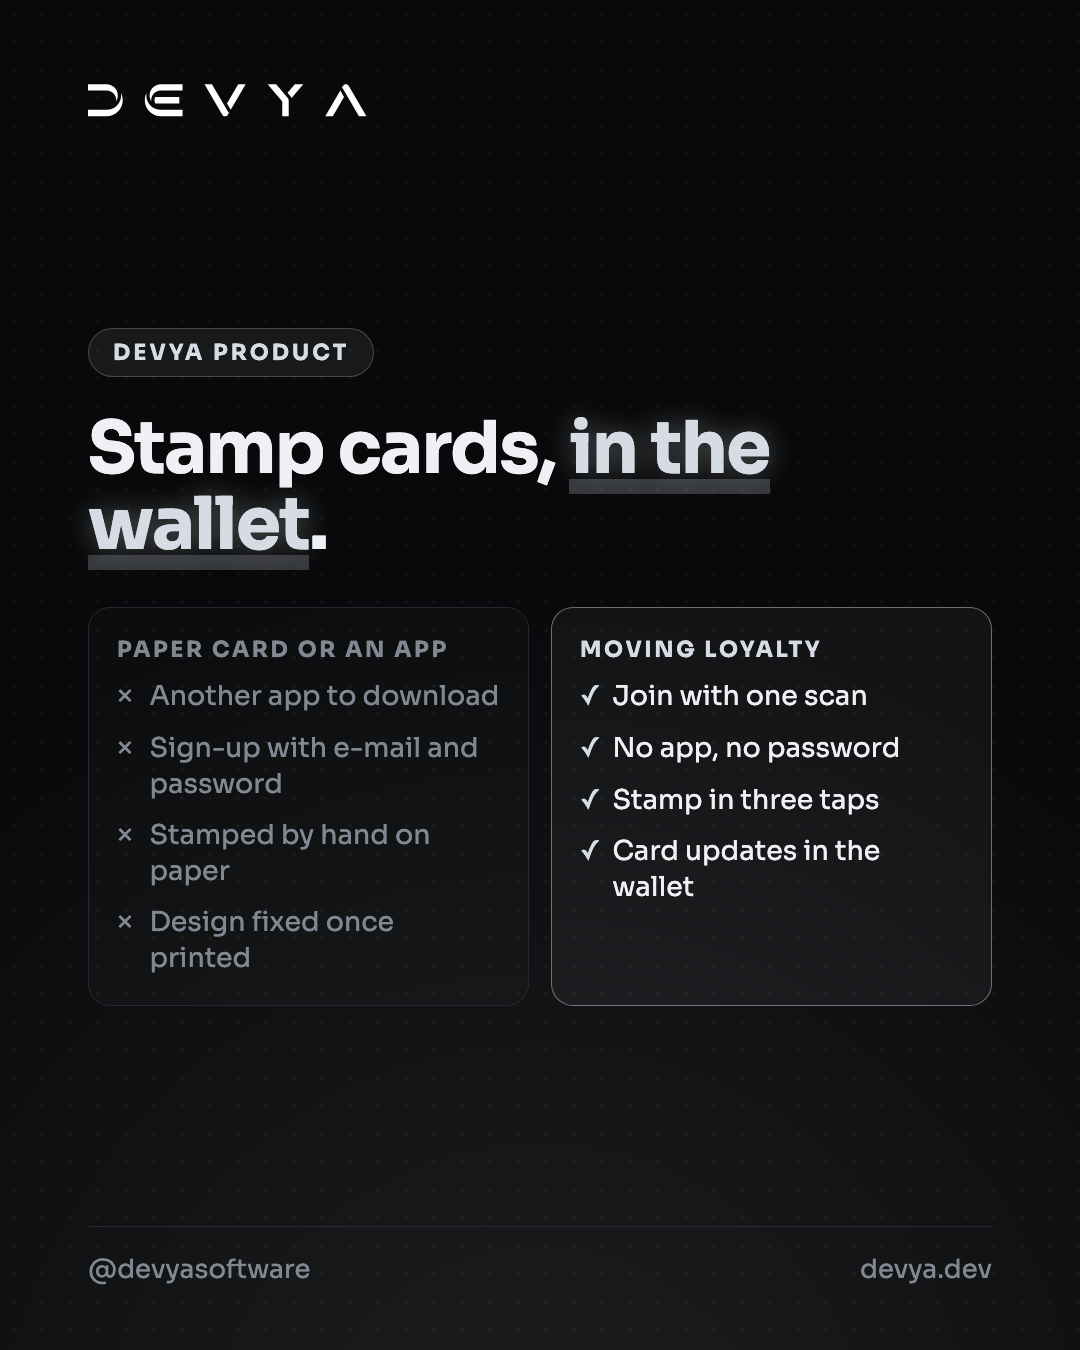 DEVYA
DEVYA PRODUCT
Stamp cards, in the
wallet.
PAPER CARD OR AN APP
× Another app to download
× Sign-up with e-mail and
password
× Stamped by hand on
paper
× Design fixed once
printed
MOVING LOYALTY
✓ Join with one scan
✓ No app, no password
✓ Stamp in three taps
✓ Card updates in the
wallet
@devyasoftware
devya.dev